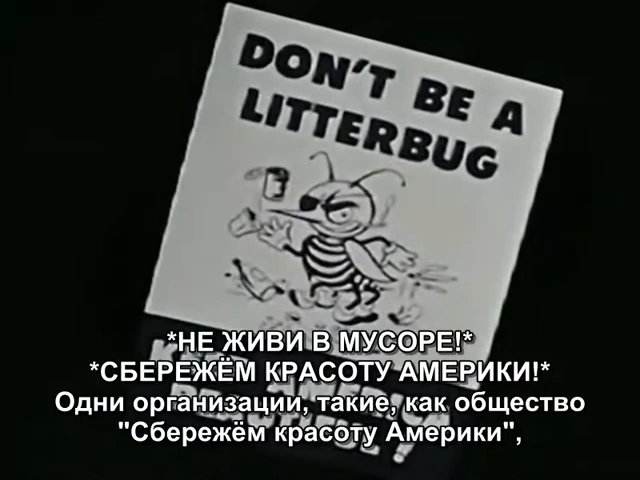 DON'T BE A
LITTERBUG
*НЕ ЖИВИ В МУСОРЕ!*
*СБЕРЕЖЁМ КРАСОТУ АМЕРИКИ!*
Одни организации, такие, как общество
"Сбережём красоту Америки",